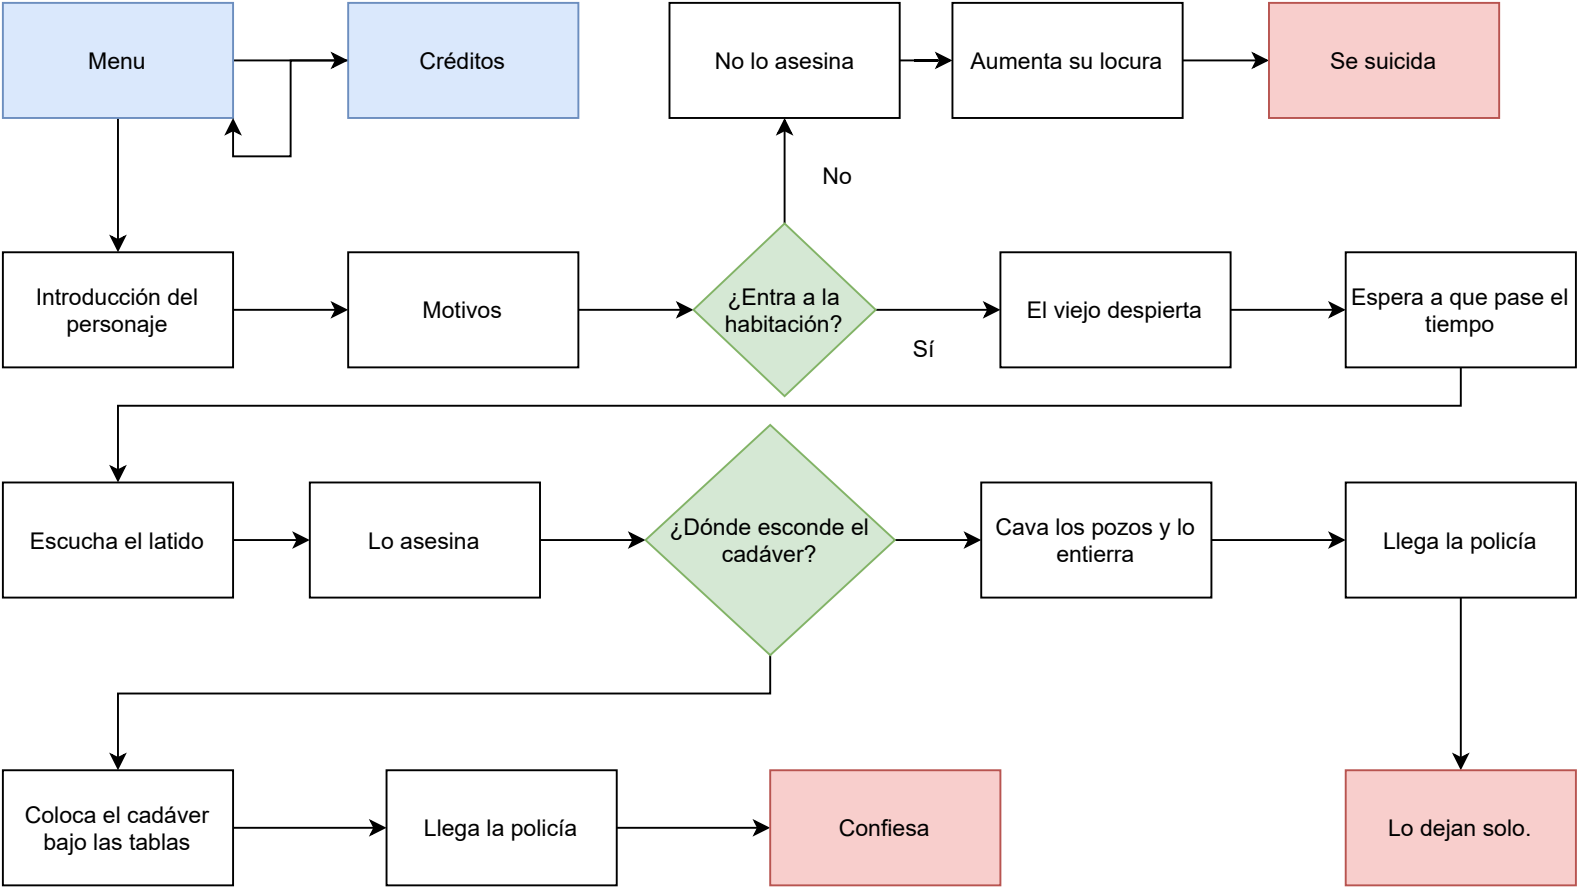 Menu
Créditos
No lo asesina
Aumenta su locura
Se suicida
No
Introducción del
personaje
Motivos
¿Entra a la
habitación?
Sí
El viejo despierta
Espera a que pase el
tiempo
Escucha el latido
Lo asesina
¿Dónde esconde el
cadáver?
Cava los pozos y lo
entierra
Llega la policía
Coloca el cadáver
bajo las tablas
Llega la policía
Confiesa
Lo dejan solo.